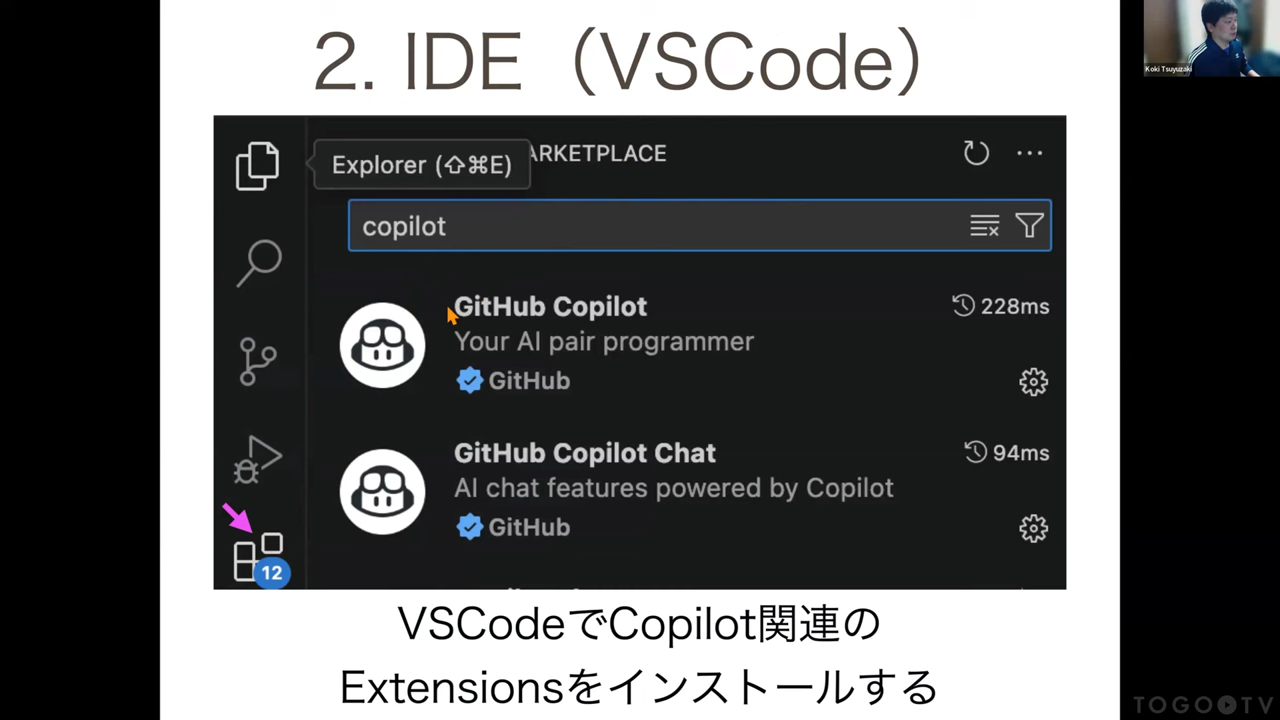 2. IDE（VSCode）
Koki Tsuyuzaki
Explorer (⇧⌘E)
ARKETPLACE
copilot
GitHub Copilot
228ms
Your AI pair programmer
GitHub
GitHub Copilot Chat
94ms
AI chat features powered by Copilot
GitHub
12
VSCodeでCopilot関連の
Extensionsをインストールする
TOGOTV